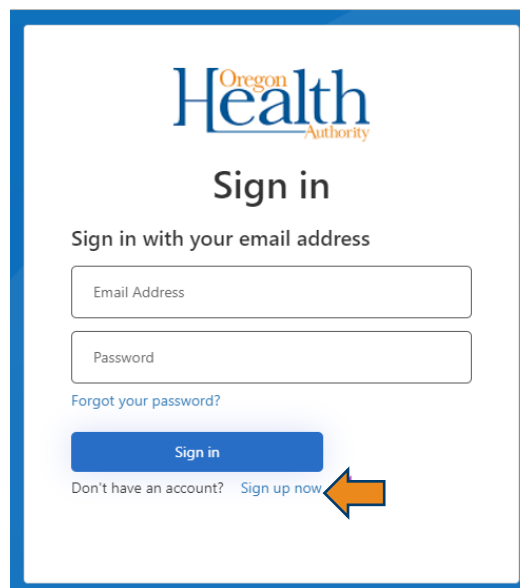 Oregon
Health
Authority
Sign in
Sign in with your email address
Email Address
Password
Forgot your password?
Sign in
Don't have an account? Sign up now